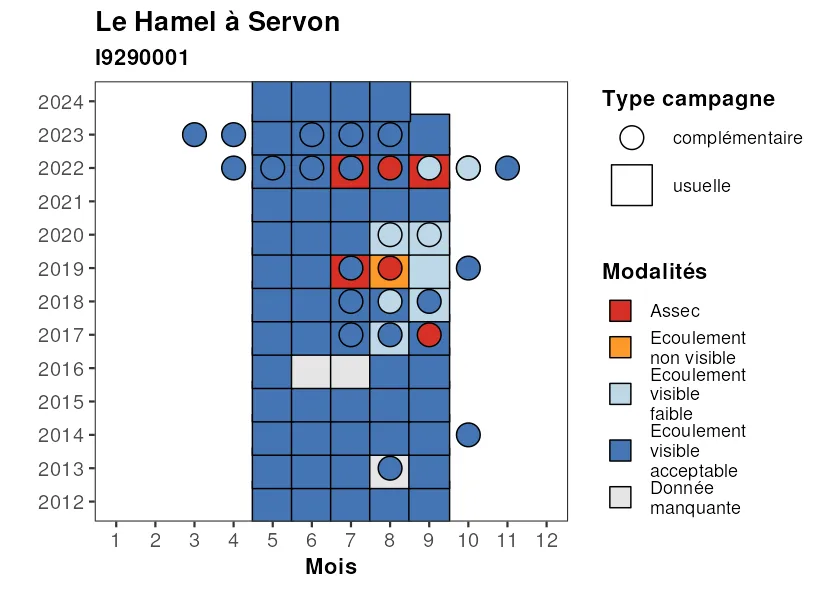 Le Hamel à Servon
I9290001
2024
2023
2022
2021
2020
2019
2018
2017
2016
2015
2014
2013
2012
1 2 3 4 5 6 7 8 9 10 11 12
Mois
Type campagne
complémentaire
usuelle
Modalités
Assec
Ecoulement
non visible
Ecoulement
visible
faible
Ecoulement
visible
acceptable
Donnée
manquante